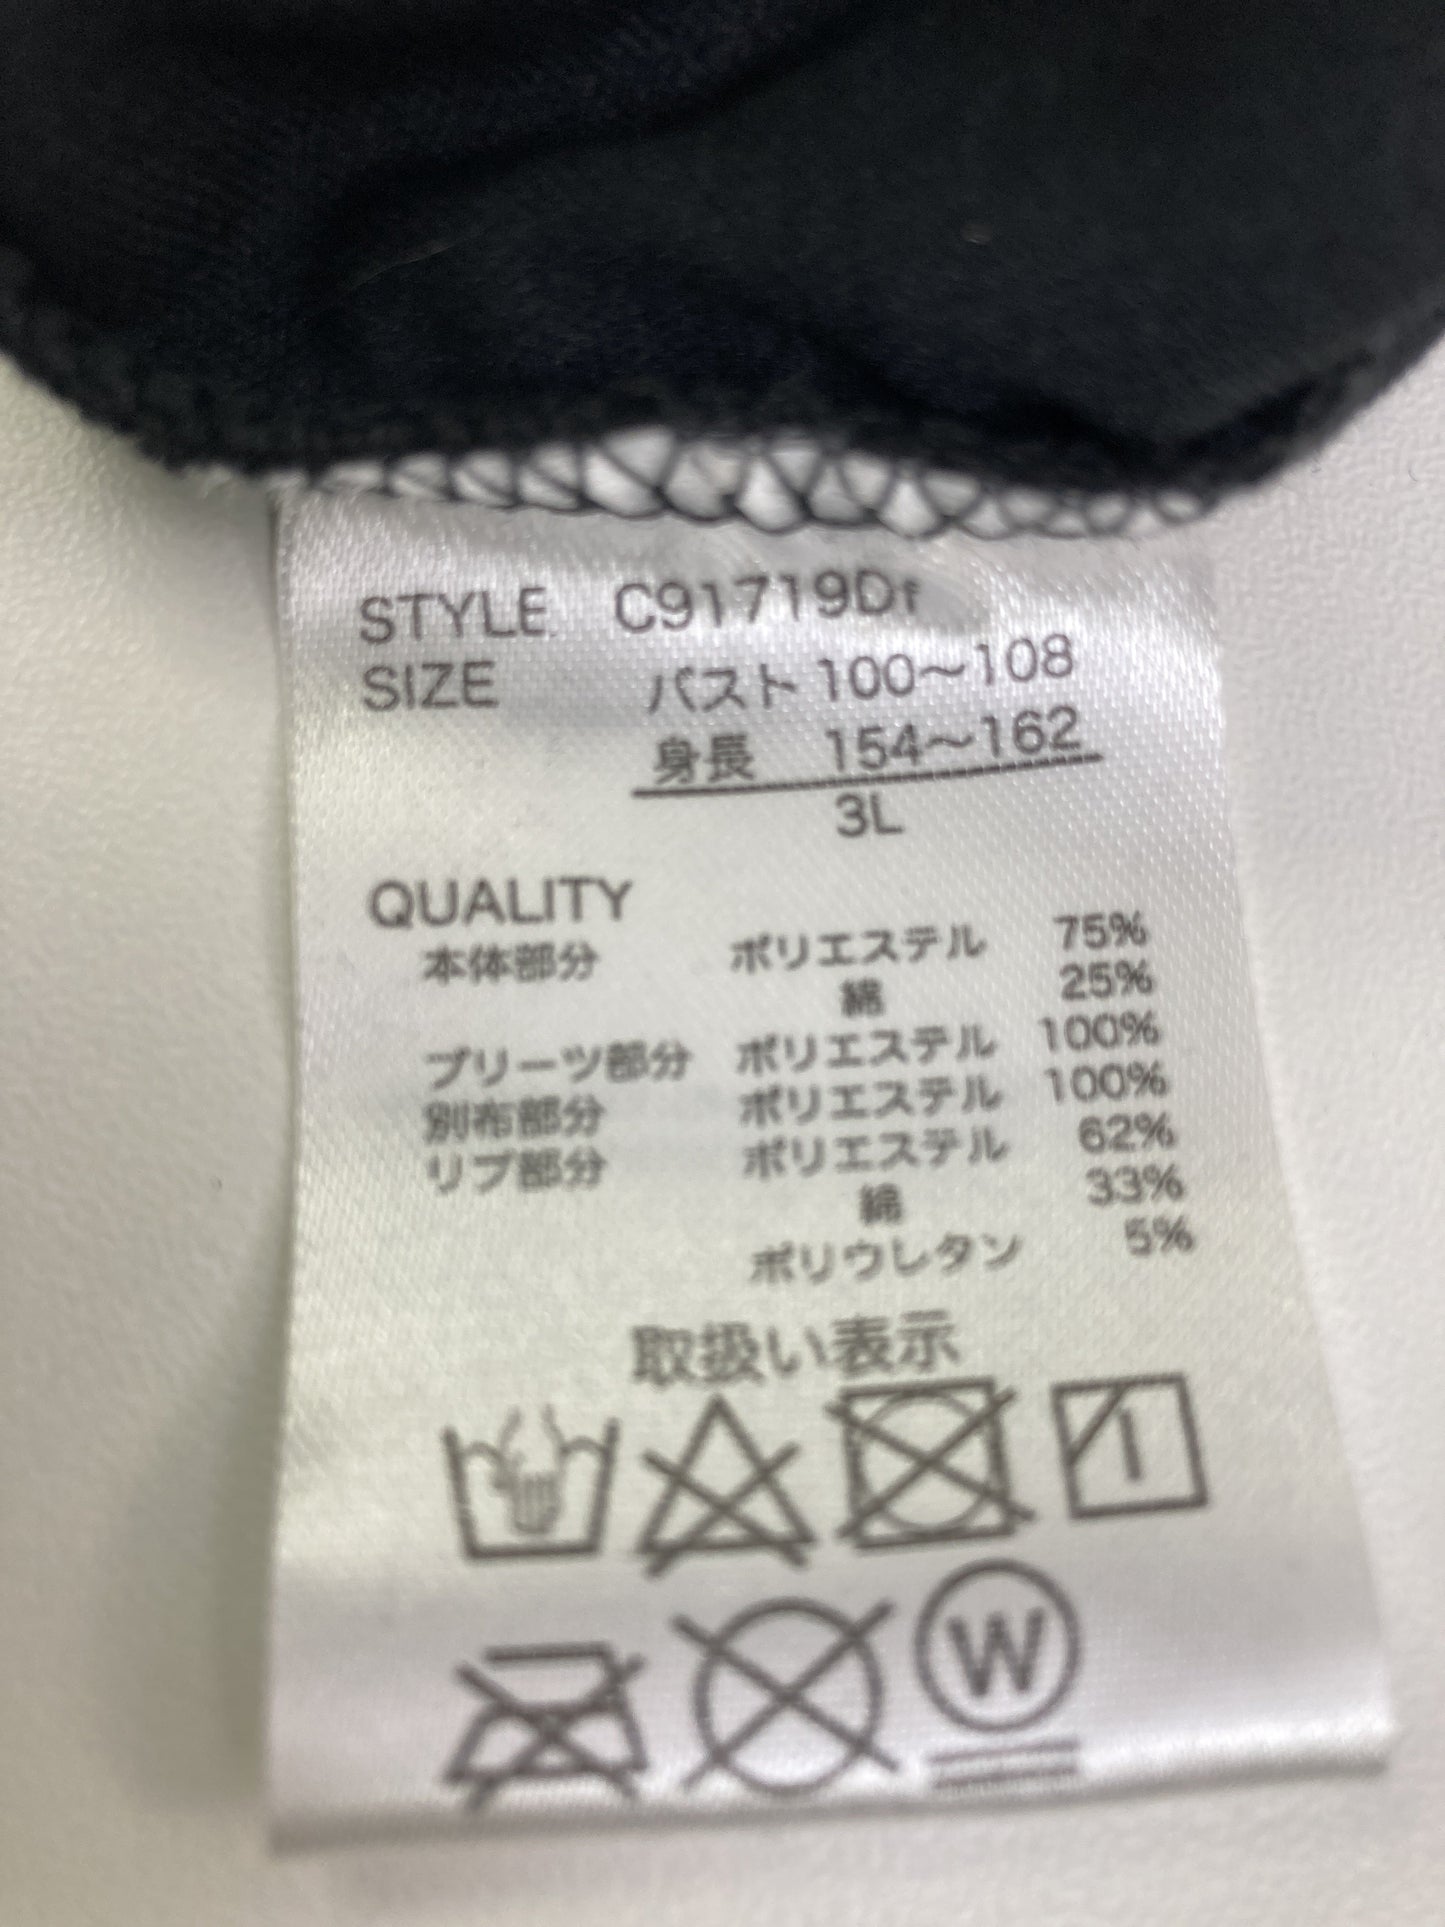 STYLE C91719Df
SIZE バスト 100～108
身長 154～162
3L
QUALITY
本体部分 ポリエステル 75%
綿 25%
プリーツ部分 ポリエステル 100%
別布部分 ポリエステル 100%
リブ部分 ポリエステル 62%
綿 33%
ポリウレタン 5%
取扱い表示
W